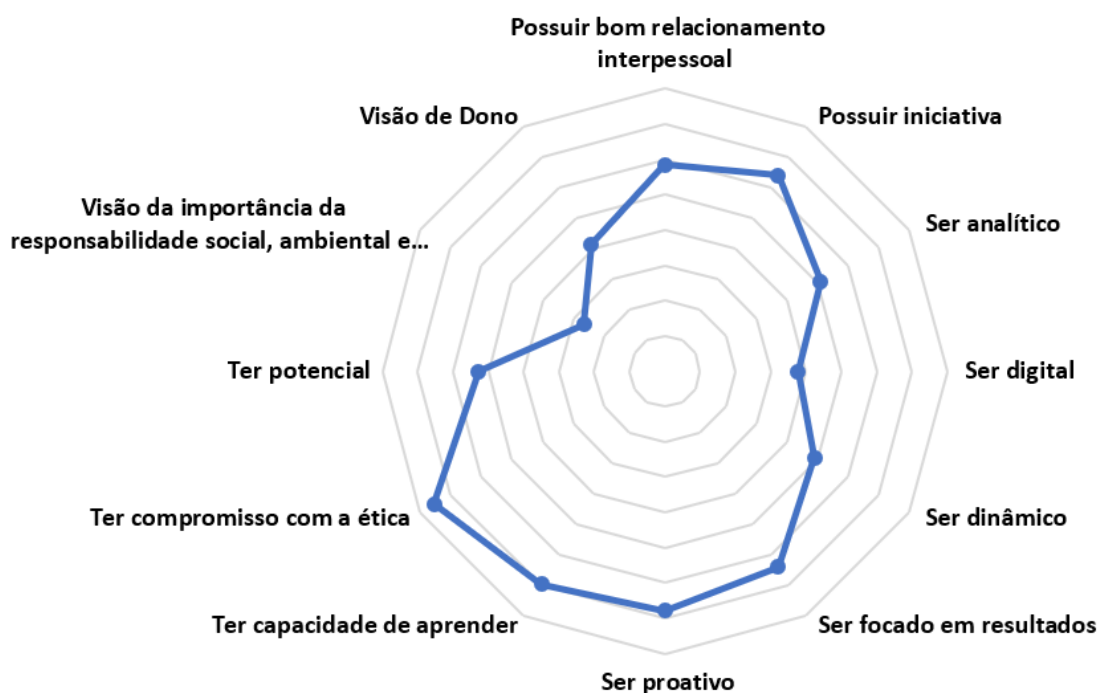 Possuir bom relacionamento
interpessoal
Possuir iniciativa
Ser analítico
Ser digital
Ser dinâmico
Ser focado em resultados
Ser proativo
Ter capacidade de aprender
Ter compromisso com a ética
Ter potencial
Visão da importância da
responsabilidade social, ambiental e...
Visão de Dono